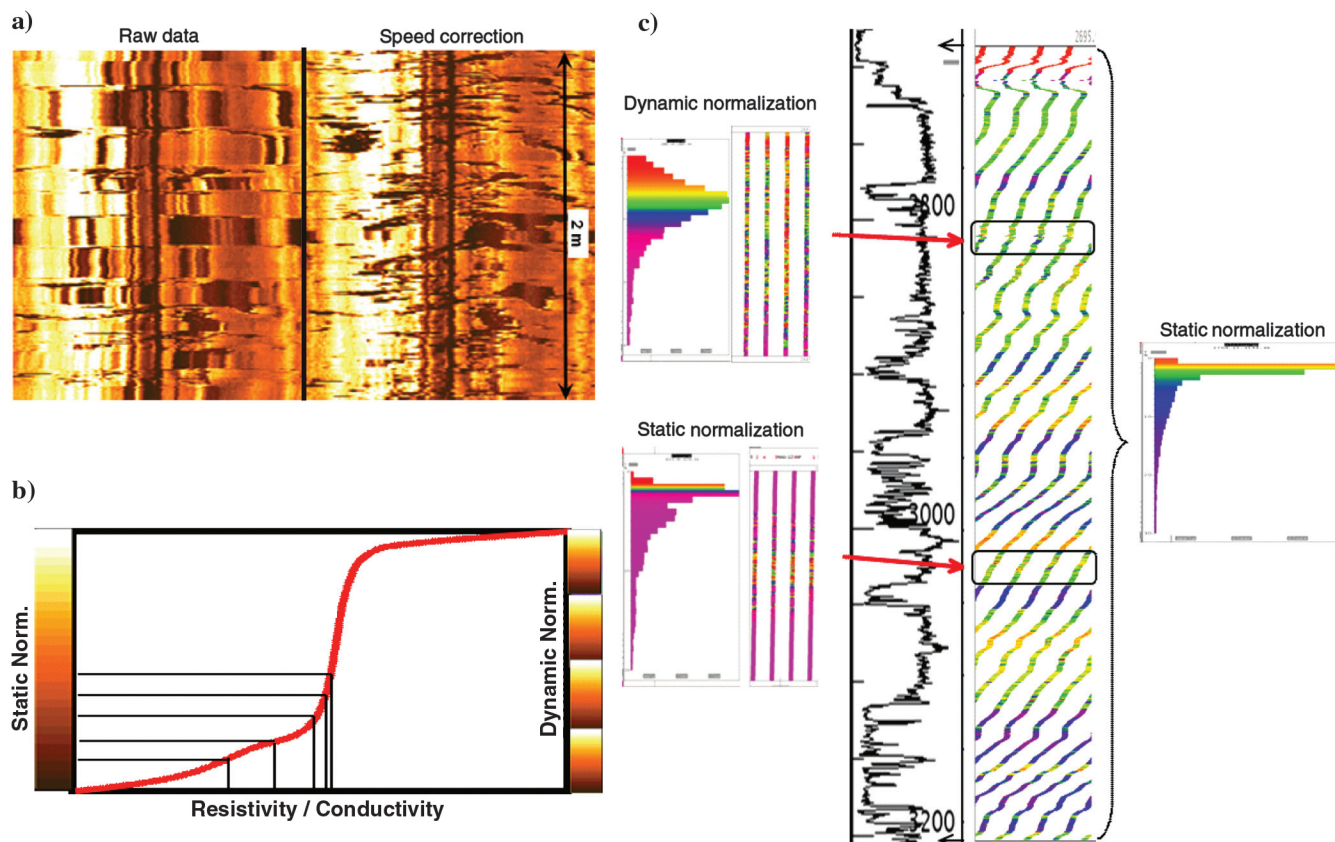 a)
Raw data
Speed correction
2 m
b)
Static Norm.
Dynamic Norm.
Resistivity / Conductivity
c)
Dynamic normalization
Static normalization
2800
3000
3200
2695.
Static normalization